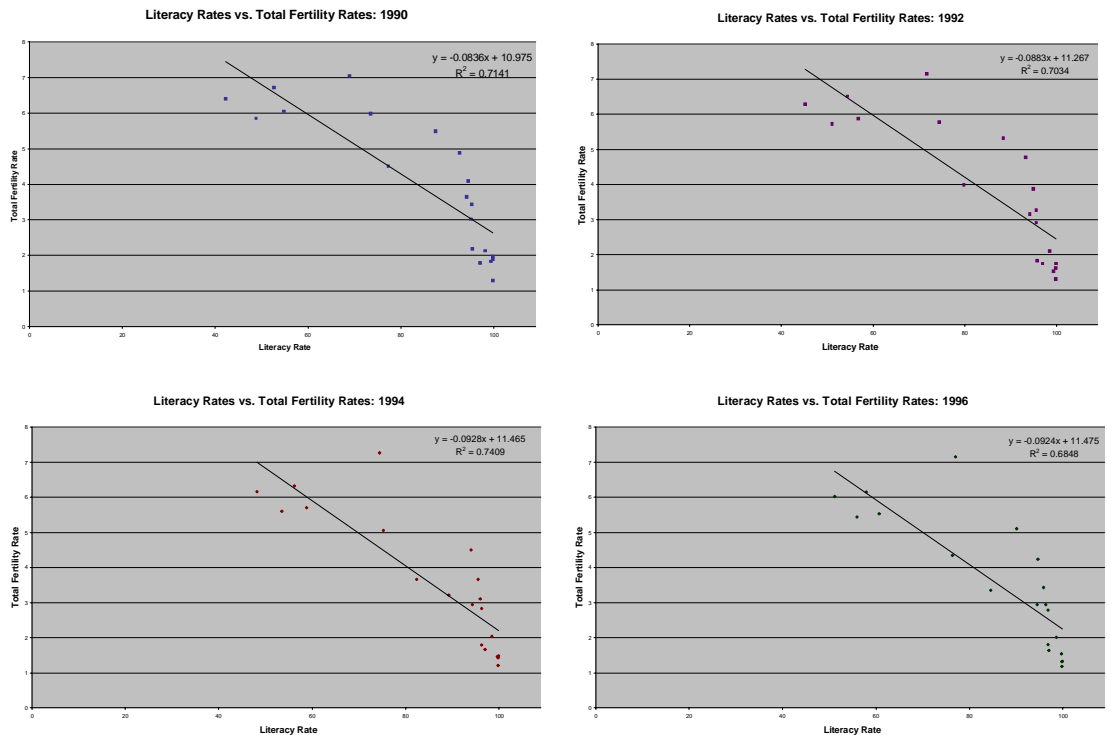 Literacy Rates vs. Total Fertility Rates: 1990
y = -0.0836x + 10.975
R² = 0.7141
8
7
6
5
4
3
2
1
0
Total Fertility Rate
0 20 40 60 80 100
Literacy Rate
Literacy Rates vs. Total Fertility Rates: 1992
y = -0.0883x + 11.267
R² = 0.7034
8
7
6
5
4
3
2
1
0
Total Fertility Rate
0 20 40 60 80 100
Literacy Rate
Literacy Rates vs. Total Fertility Rates: 1994
y = -0.0928x + 11.465
R² = 0.7409
8
7
6
5
4
3
2
1
0
Total Fertility Rate
0 20 40 60 80 100
Literacy Rate
Literacy Rates vs. Total Fertility Rates: 1996
y = -0.0924x + 11.475
R² = 0.6848
8
7
6
5
4
3
2
1
0
Total Fertility Rate
0 20 40 60 80 100
Literacy Rate